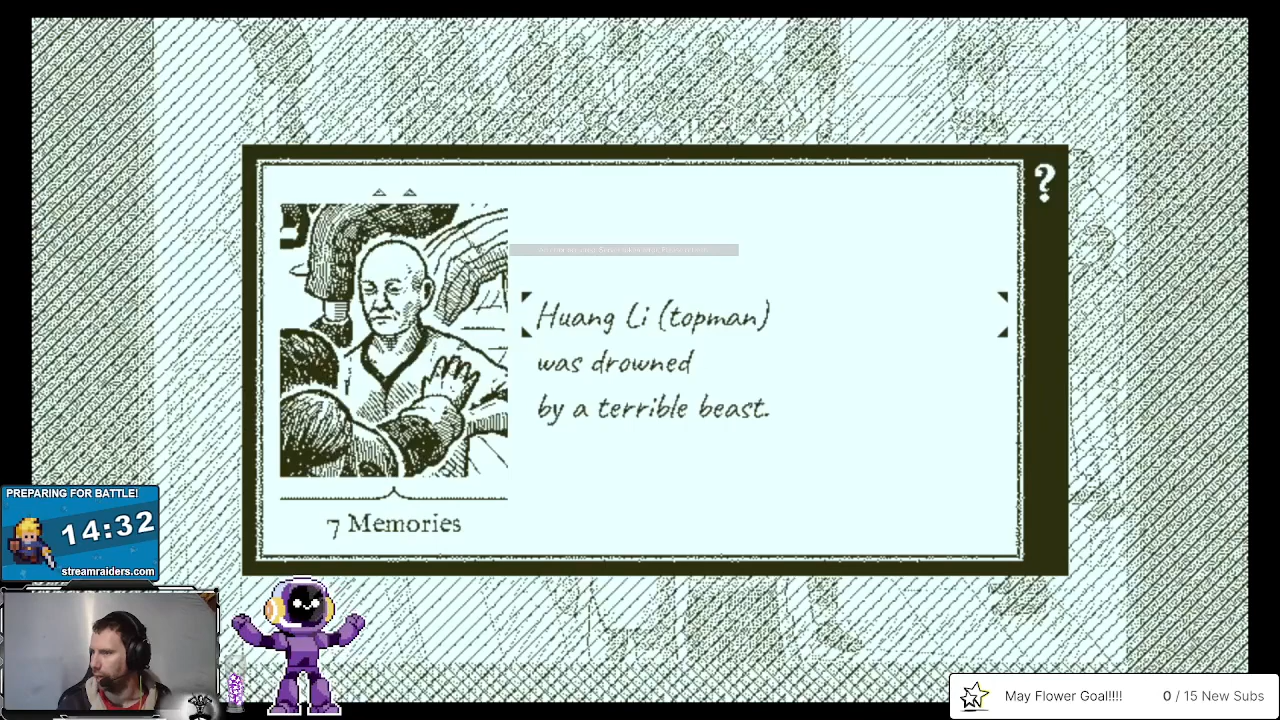 ?
Huang Li (topman)
was drowned
by a terrible beast.
7 Memories
PREPARING FOR BATTLE!
14:32
streamraiders.com
May Flower Goal!!!! 0 / 15 New Subs